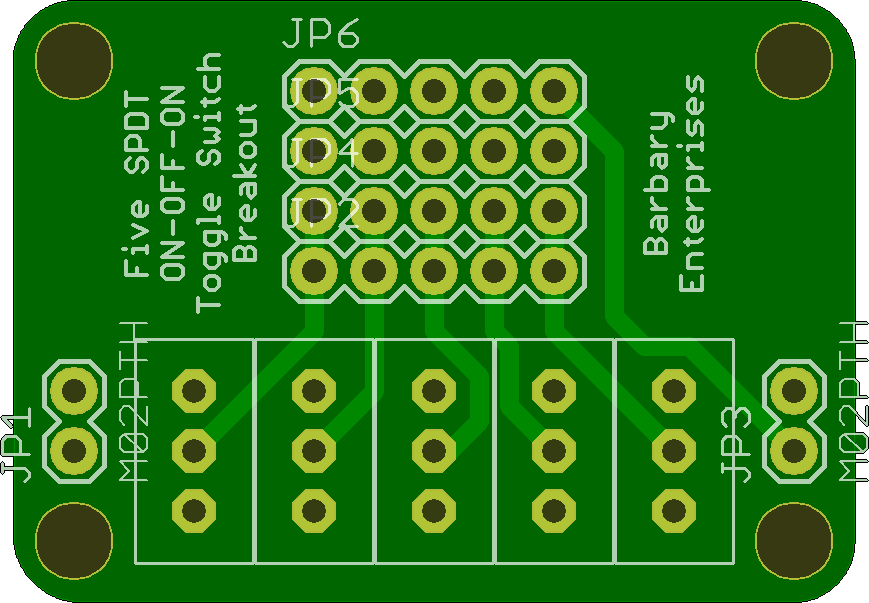 JP6
JP5
JP4
JP2
Five SPDT
ON-OFF-ON
Toggle Switch
Breakout
Barbary
Enterprises
JP1
M02PTH
JP3
M02PTH